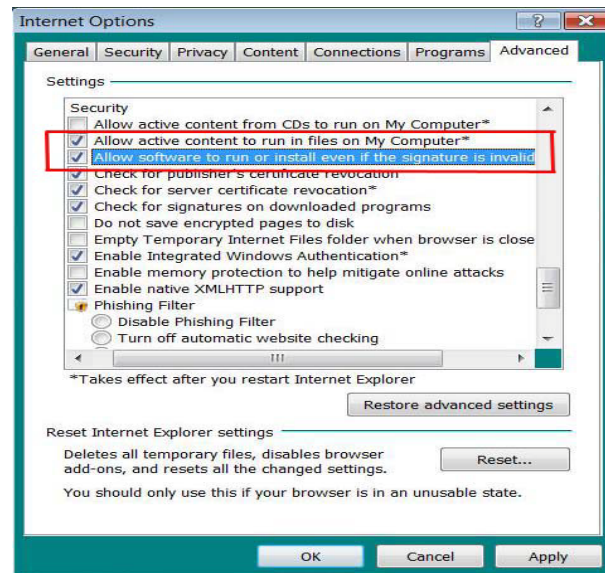 Internet Options
General Security Privacy Content Connections Programs Advanced
Settings
Security
Allow active content from CDs to run on My Computer*
Allow active content to run in files on My Computer*
Allow software to run or install even if the signature is invalid
Check for publisher's certificate revocation
Check for server certificate revocation*
Check for signatures on downloaded programs
Do not save encrypted pages to disk
Empty Temporary Internet Files folder when browser is close
Enable Integrated Windows Authentication*
Enable memory protection to help mitigate online attacks
Enable native XMLHTTP support
Phishing Filter
Disable Phishing Filter
Turn off automatic website checking
*Takes effect after you restart Internet Explorer
Restore advanced settings
Reset Internet Explorer settings
Deletes all temporary files, disables browser
add-ons, and resets all the changed settings.
Reset...
You should only use this if your browser is in an unusable state.
OK Cancel Apply